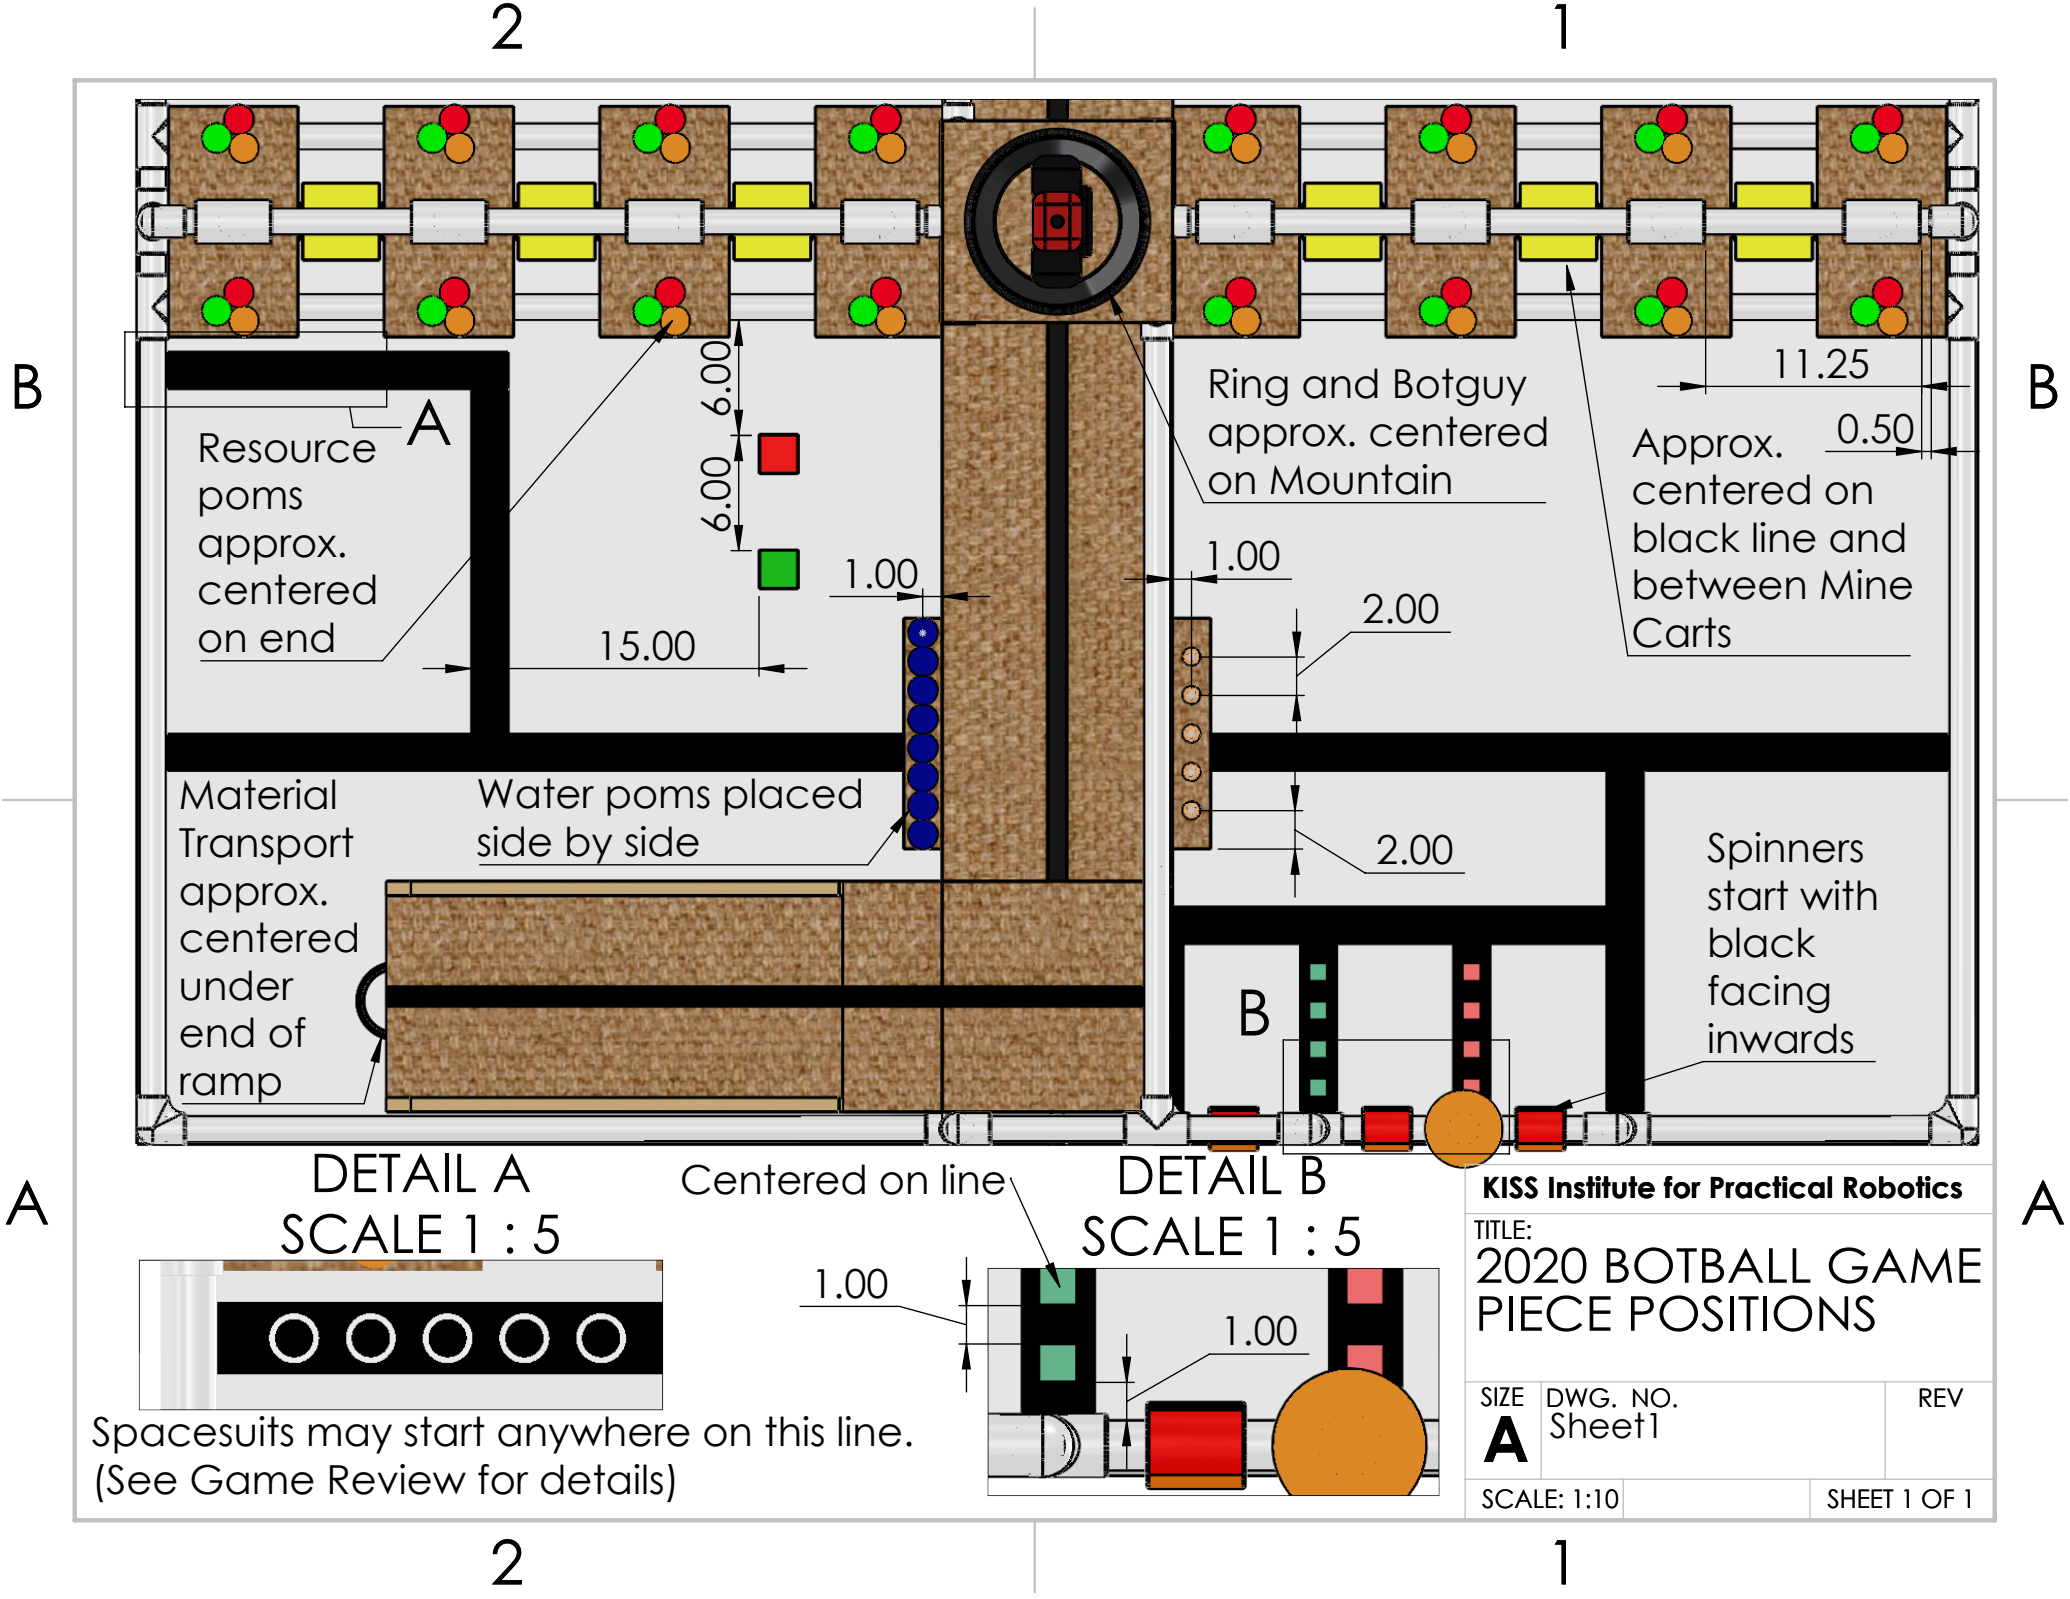 2
1
B
B
6.00
6.00
A
Resource
poms
approx.
centered
on end
15.00
1.00
Ring and Botguy
approx. centered
on Mountain
11.25
0.50
Approx.
centered on
black line and
between Mine
Carts
1.00
2.00
2.00
Material
Transport
approx.
centered
under
end of
ramp
Water poms placed
side by side
B
Spinners
start with
black
facing
inwards
A
A
DETAIL A
SCALE 1 : 5
Spacesuits may start anywhere on this line.
(See Game Review for details)
Centered on line
DETAIL B
SCALE 1 : 5
1.00
1.00
KISS Institute for Practical Robotics
TITLE:
2020 BOTBALL GAME
PIECE POSITIONS
SIZE
A
DWG. NO.
Sheet1
REV
SCALE: 1:10
SHEET 1 OF 1
2
1